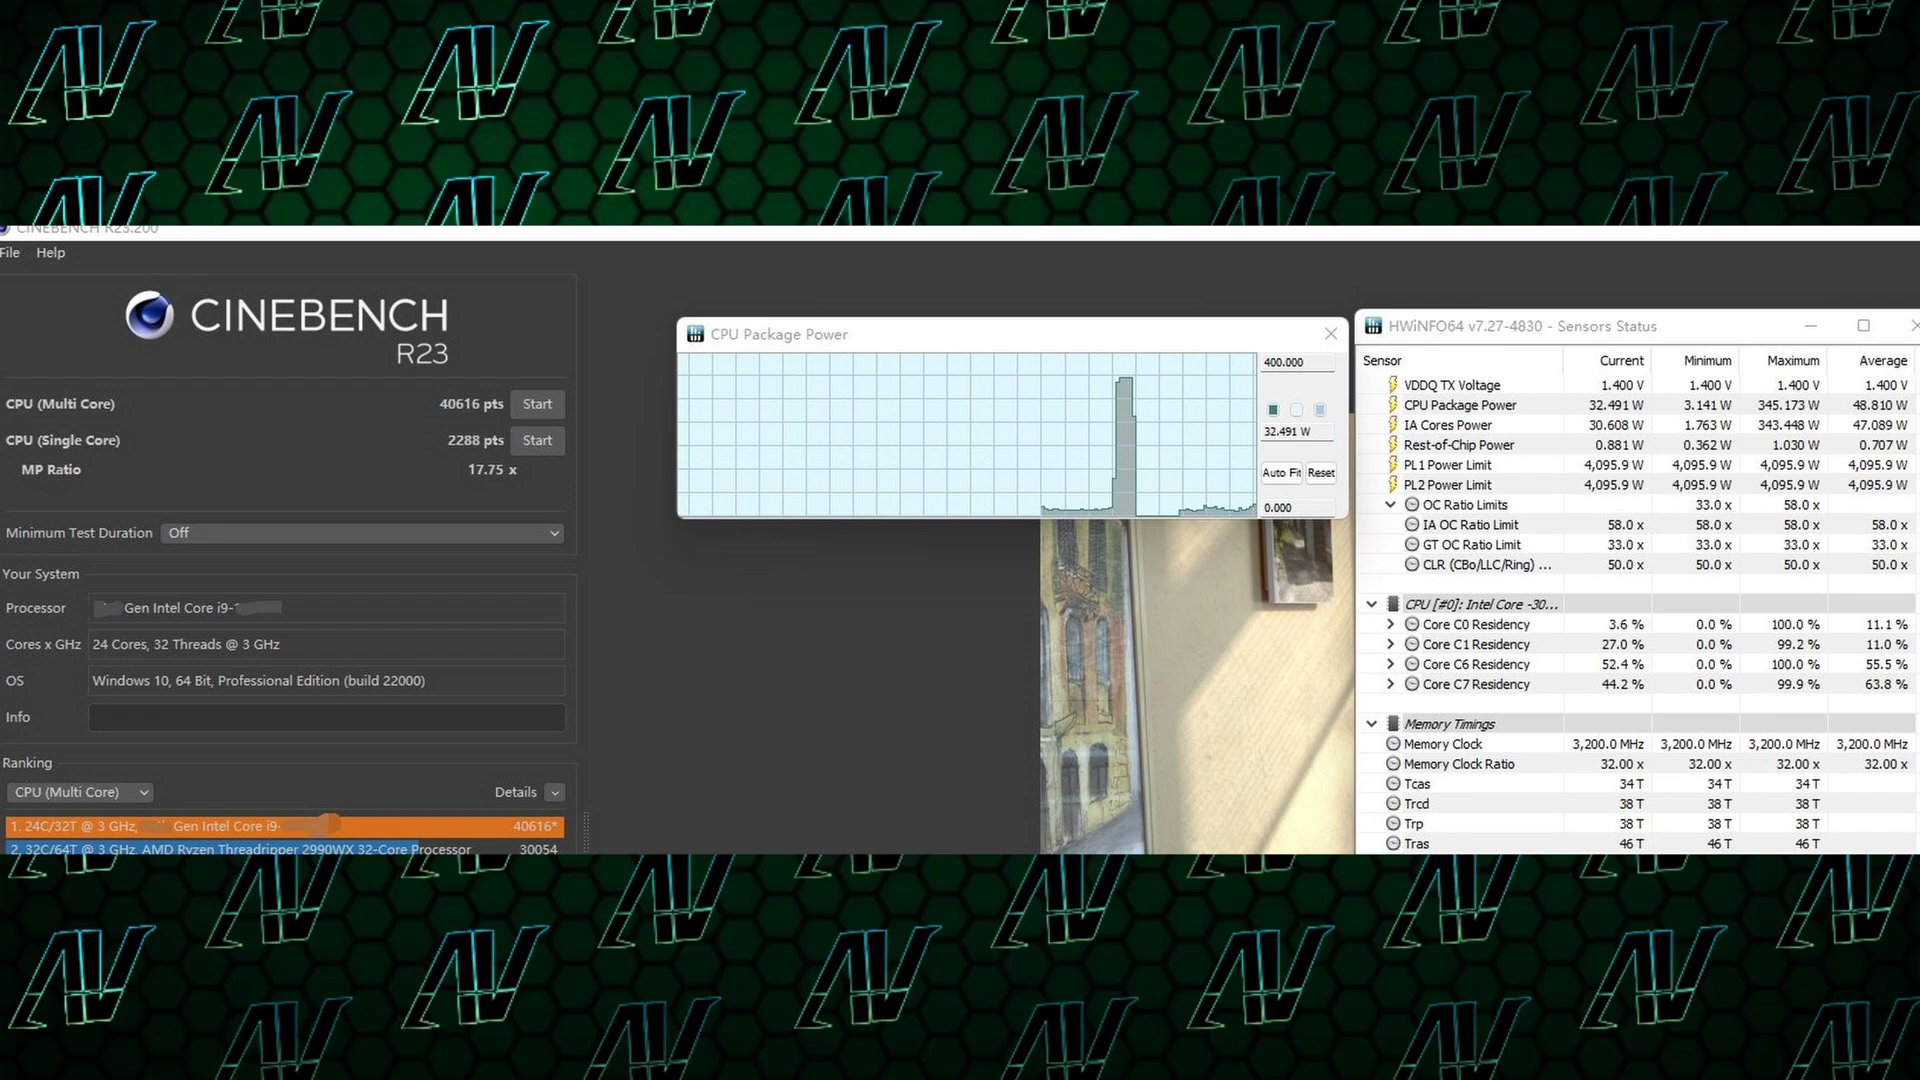 CINEBENCH R23.200
File Help
CINEBENCH
R23
CPU (Multi Core) 40616 pts Start
CPU (Single Core) 2288 pts Start
MP Ratio 17.75 x
Minimum Test Duration Off
Your System
Processor Gen Intel Core i9-
Cores x GHz 24 Cores, 32 Threads @ 3 GHz
OS Windows 10, 64 Bit, Professional Edition (build 22000)
Info
Ranking
CPU (Multi Core) Details
1. 24C/32T @ 3 GHz, Gen Intel Core i9- 40616*
2. 32C/64T @ 3 GHz, AMD Ryzen Threadripper 2990WX 32-Core Processor 30054
CPU Package Power
400.000
32.491 W
Auto Fit Reset
0.000
HWiNFO64 v7.27-4830 - Sensors Status
Sensor Current Minimum Maximum Average
VDDQ TX Voltage 1.400 V 1.400 V 1.400 V 1.400 V
CPU Package Power 32.491 W 3.141 W 345.173 W 48.810 W
IA Cores Power 30.608 W 1.763 W 343.448 W 47.089 W
Rest-of-Chip Power 0.881 W 0.362 W 1.030 W 0.707 W
PL1 Power Limit 4,095.9 W 4,095.9 W 4,095.9 W 4,095.9 W
PL2 Power Limit 4,095.9 W 4,095.9 W 4,095.9 W 4,095.9 W
OC Ratio Limits 33.0 x 58.0 x
IA OC Ratio Limit 58.0 x 58.0 x 58.0 x 58.0 x
GT OC Ratio Limit 33.0 x 33.0 x 33.0 x 33.0 x
CLR (CBo/LLC/Ring) ... 50.0 x 50.0 x 50.0 x 50.0 x
CPU [#0]: Intel Core -30...
Core C0 Residency 3.6 % 0.0 % 100.0 % 11.1 %
Core C1 Residency 27.0 % 0.0 % 99.2 % 11.0 %
Core C6 Residency 52.4 % 0.0 % 100.0 % 55.5 %
Core C7 Residency 44.2 % 0.0 % 99.9 % 63.8 %
Memory Timings
Memory Clock 3,200.0 MHz 3,200.0 MHz 3,200.0 MHz 3,200.0 MHz
Memory Clock Ratio 32.00 x 32.00 x 32.00 x 32.00 x
Tcas 34 T 34 T 34 T
Trcd 38 T 38 T 38 T
Trp 38 T 38 T 38 T
Tras 46 T 46 T 46 T